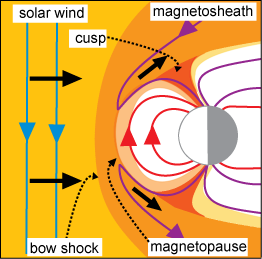 solar wind
magnetosheath
cusp
bow shock
magnetopause